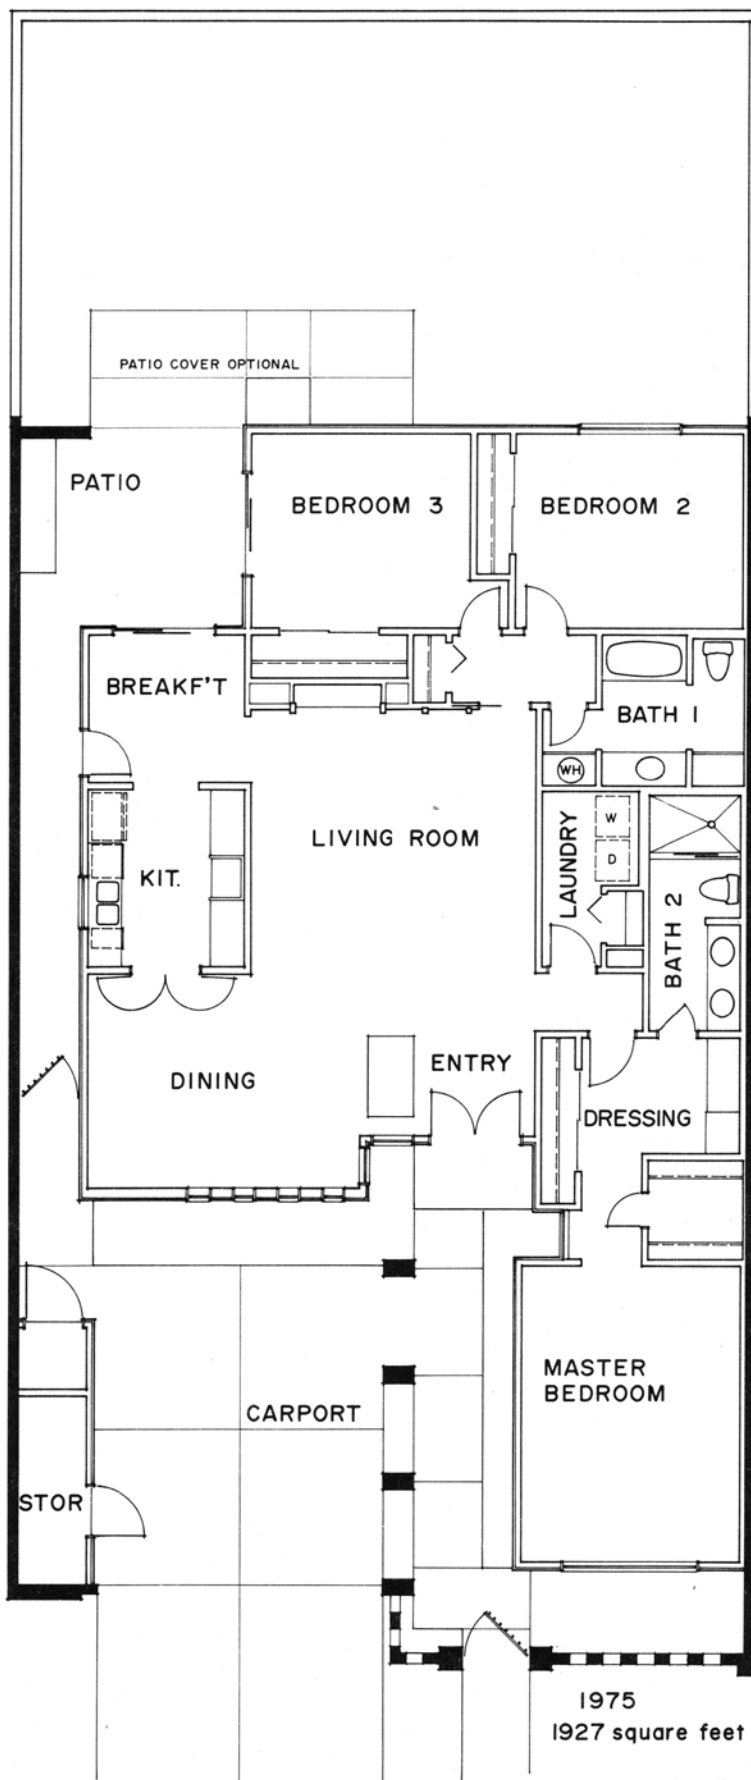 PATIO COVER OPTIONAL
PATIO
BEDROOM 3
BEDROOM 2
BREAKF'T
BATH 1
WH
LIVING ROOM
KIT.
LAUNDRY
W
D
BATH 2
DINING
ENTRY
DRESSING
MASTER
BEDROOM
CARPORT
STOR
1975
1927 square feet